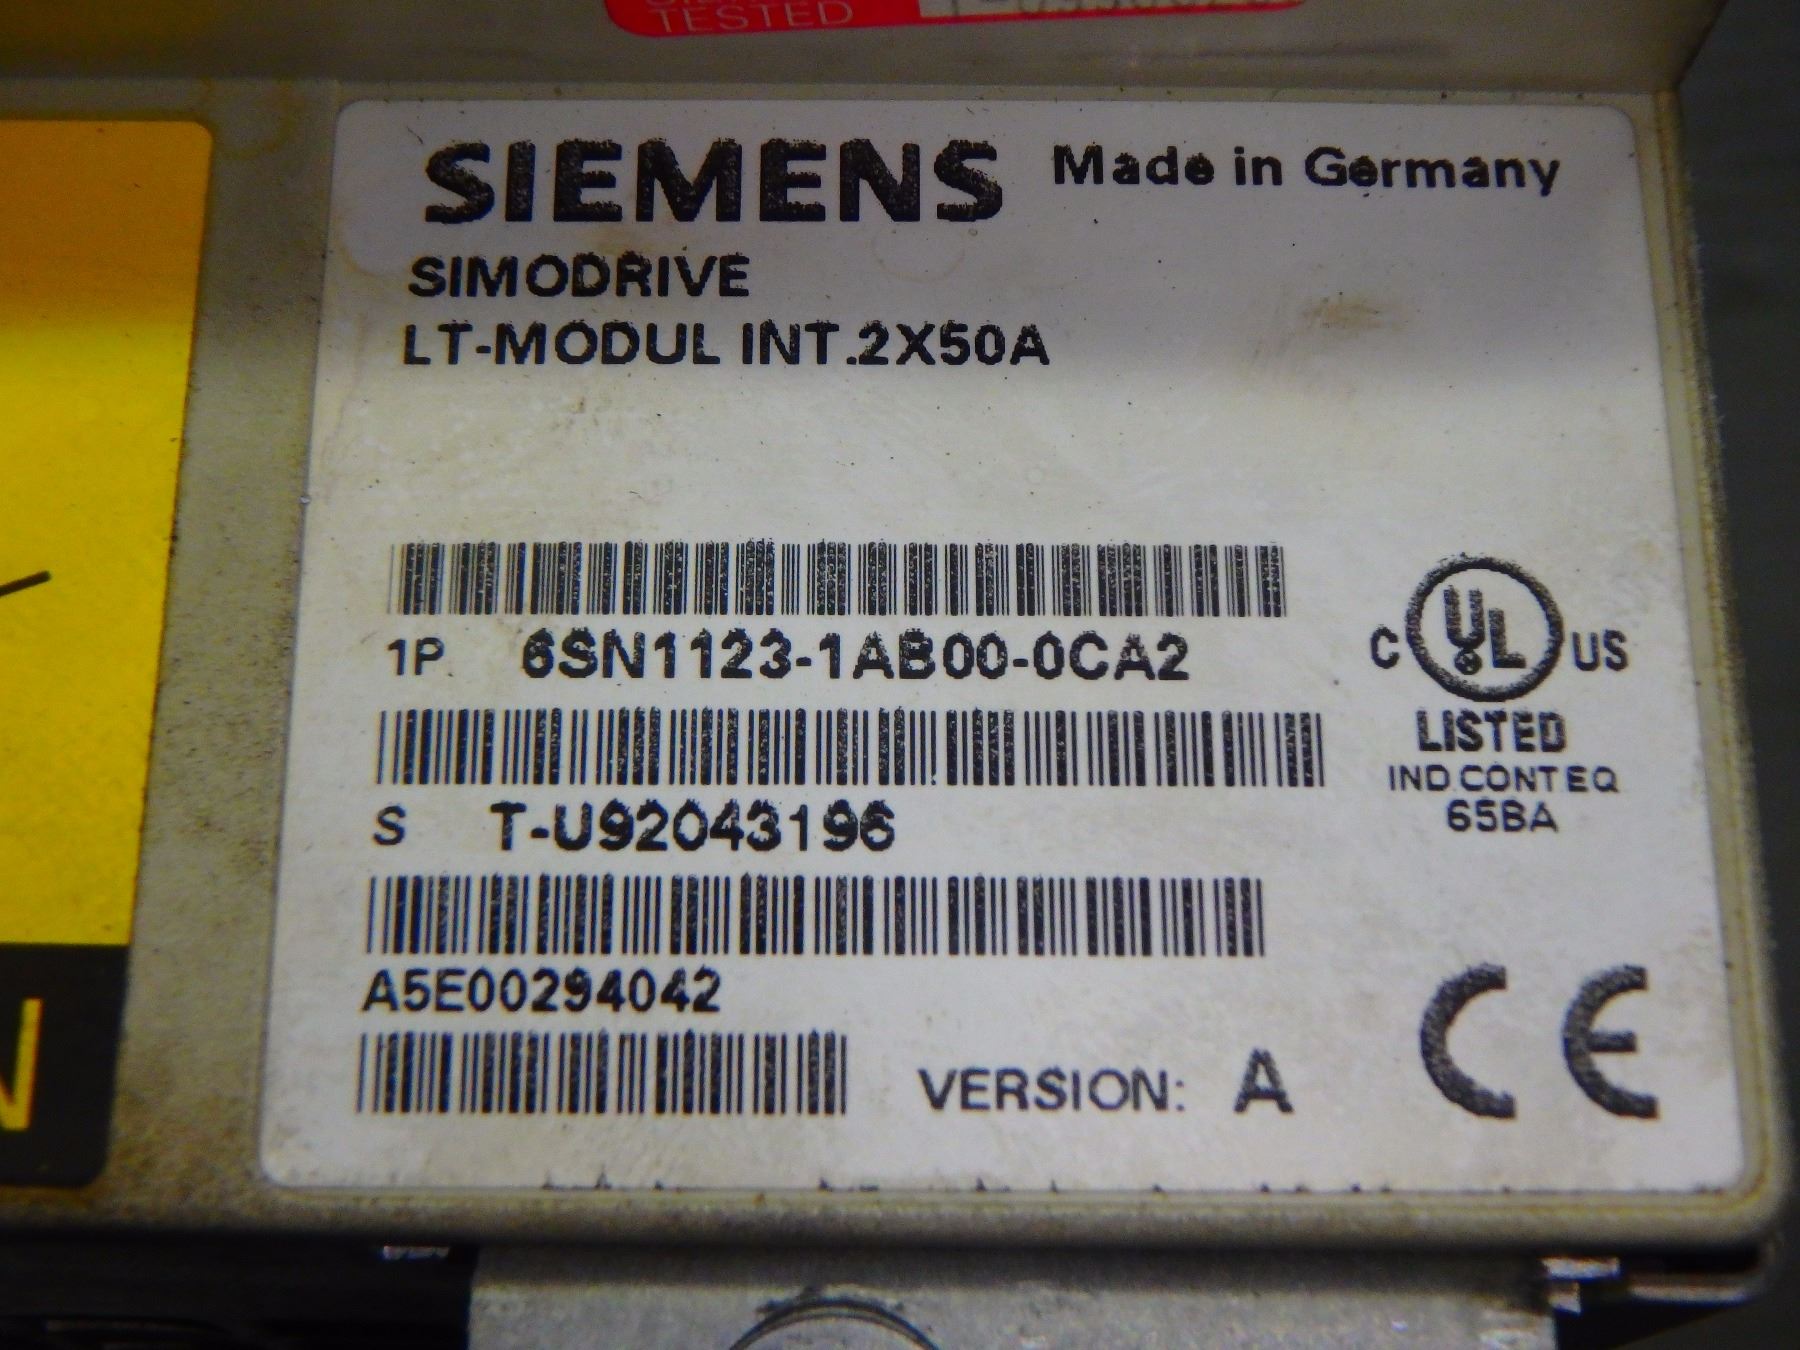 TESTED
SIEMENS Made in Germany
SIMODRIVE
LT-MODUL INT.2X50A
1P 6SN1123-1AB00-0CA2
C UL US
LISTED
IND.CONT EQ
65BA
S T-U92043196
A5E00294042
VERSION: A
CE
N